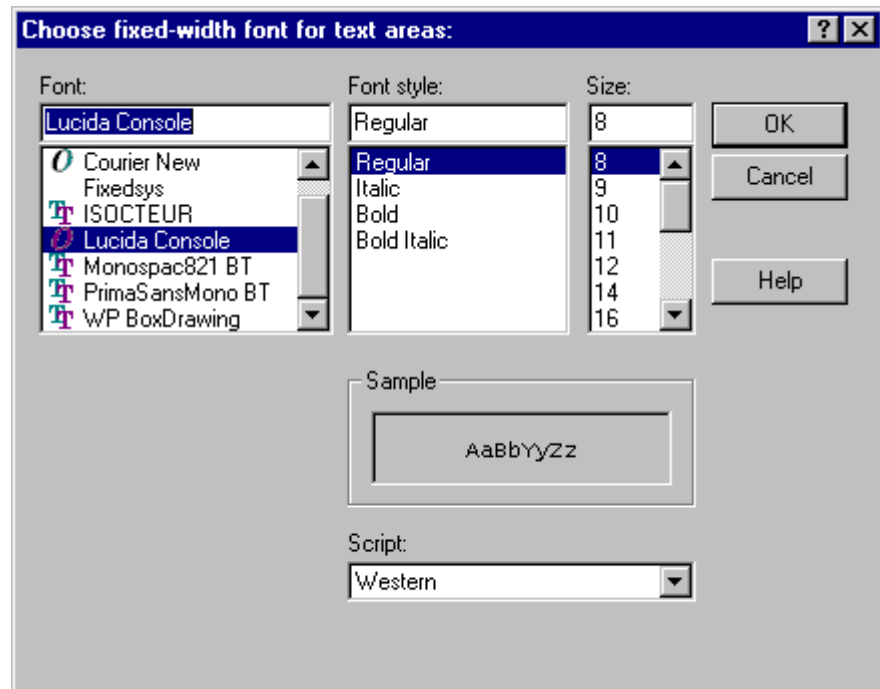 Choose fixed-width font for text areas:
Font:
Lucida Console
Courier New
Fixedsys
ISOCTEUR
Lucida Console
Monospac821 BT
PrimaSansMono BT
WP BoxDrawing
Font style:
Regular
Regular
Italic
Bold
Bold Italic
Size:
8
8
9
10
11
12
14
16
OK
Cancel
Help
Sample
AaBbYyZz
Script:
Western